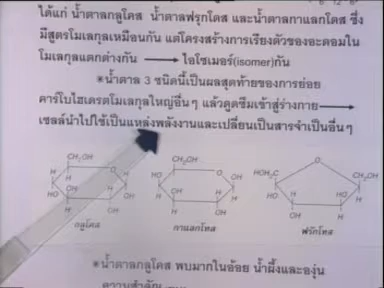 ได้แก่ น้ำตาลกลูโคส น้ำตาลฟรุกโตส และน้ำตาลกาแลกโตส ซึ่ง
มีสูตรโมเลกุลเหมือนกัน แต่โครงสร้างการเรียงตัวของอะตอมใน
โมเลกุลแตกต่างกัน → ไอโซเมอร์(isomer)กัน
*น้ำตาล 3 ชนิดนี้เป็นผลสุดท้ายของการย่อย
คาร์โบไฮเดรตโมเลกุลใหญ่อื่นๆ แล้วดูดซึมเข้าสู่ร่างกาย→
เซลล์นำไปใช้เป็นแหล่งพลังงานและเปลี่ยนเป็นสารจำเป็นอื่นๆ
CH₂OH CH₂OH
กลูโคส กาแลกโทส ฟรักโทส
*น้ำตาลกลูโคส พบมากในอ้อย น้ำผึ้งและองุ่น